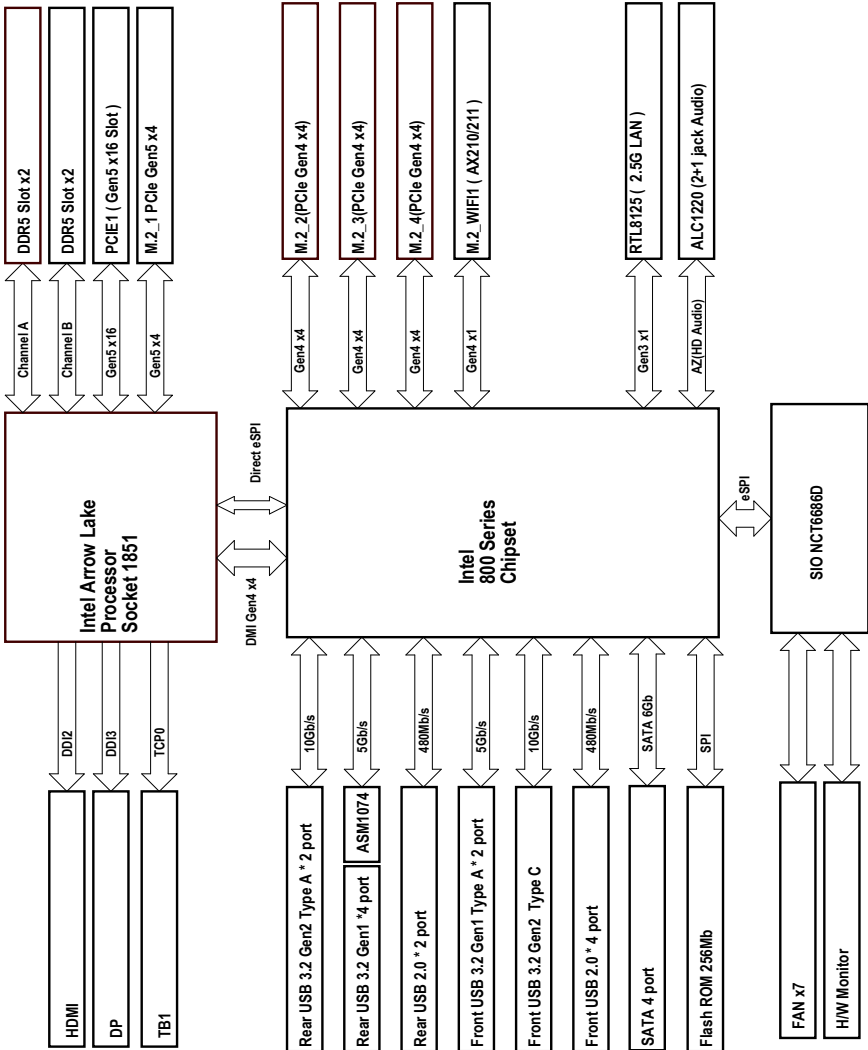 DDR5 Slot x2
DDR5 Slot x2
PCIE1 ( Gen5 x16 Slot )
M.2_1 PCIe Gen5 x4
M.2_2(PCIe Gen4 x4)
M.2_3(PCIe Gen4 x4)
M.2_4(PCIe Gen4 x4)
M.2_WIFI1 ( AX210/211 )
RTL8125 ( 2.5G LAN )
ALC1220 (2+1 jack Audio)
Channel A
Channel B
Gen5 x16
Gen5 x4
Gen4 x4
Gen4 x4
Gen4 x4
Gen4 x1
Gen3 x1
AZ(HD Audio)
Intel Arrow Lake
Processor
Socket 1851
Direct eSPI
DMI Gen4 x4
Intel
800 Series
Chipset
eSPI
SIO NCT6686D
DDI2
DDI3
TCP0
10Gb/s
5Gb/s
480Mb/s
5Gb/s
10Gb/s
480Mb/s
SATA 6Gb
SPI
HDMI
DP
TB1
Rear USB 3.2 Gen2 Type A * 2 port
Rear USB 3.2 Gen1 *4 port
ASM1074
Rear USB 2.0 * 2 port
Front USB 3.2 Gen1 Type A * 2 port
Front USB 3.2 Gen2 Type C
Front USB 2.0 * 4 port
SATA 4 port
Flash ROM 256Mb
FAN x7
H/W Monitor